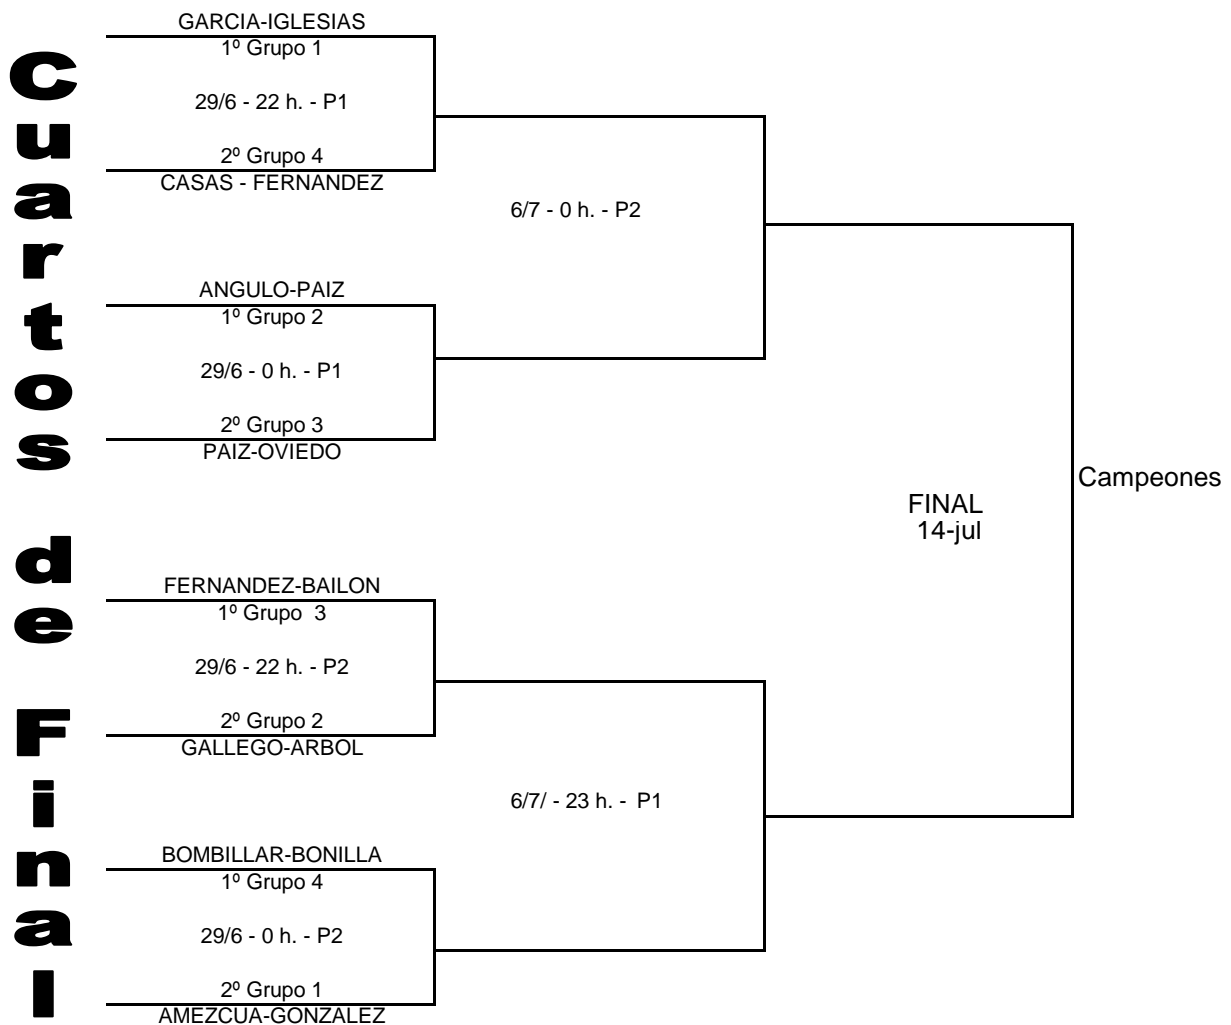 Cuartos de Final
GARCIA-IGLESIAS
1º Grupo 1
29/6 - 22 h. - P1
2º Grupo 4
CASAS - FERNANDEZ
6/7 - 0 h. - P2
ANGULO-PAIZ
1º Grupo 2
29/6 - 0 h. - P1
2º Grupo 3
PAIZ-OVIEDO
Campeones
FINAL
14-jul
FERNANDEZ-BAILON
1º Grupo  3
29/6 - 22 h. - P2
2º Grupo 2
GALLEGO-ARBOL
6/7/ - 23 h. -  P1
BOMBILLAR-BONILLA
1º Grupo 4
29/6 - 0 h. - P2
2º Grupo 1
AMEZCUA-GONZALEZ